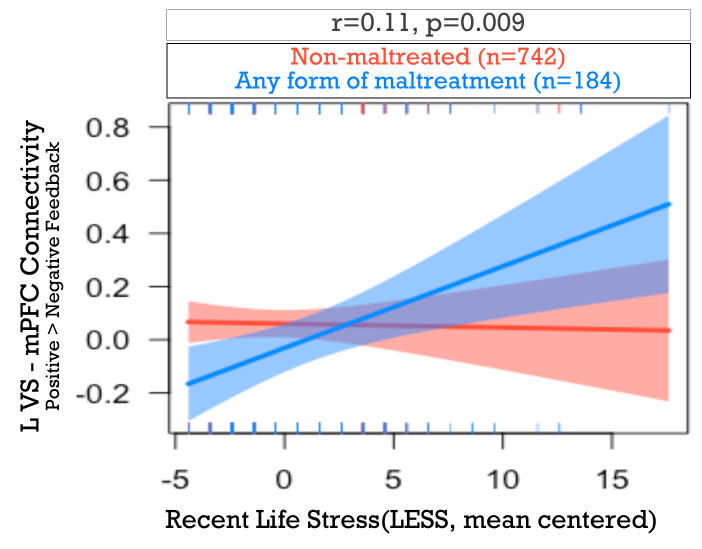 r=0.11, p=0.009
Non-maltreated (n=742)
Any form of maltreatment (n=184)
L VS - mPFC Connectivity
Positive > Negative Feedback
0.8
0.6
0.4
0.2
0.0
-0.2
-5 0 5 10 15
Recent Life Stress(LESS, mean centered)